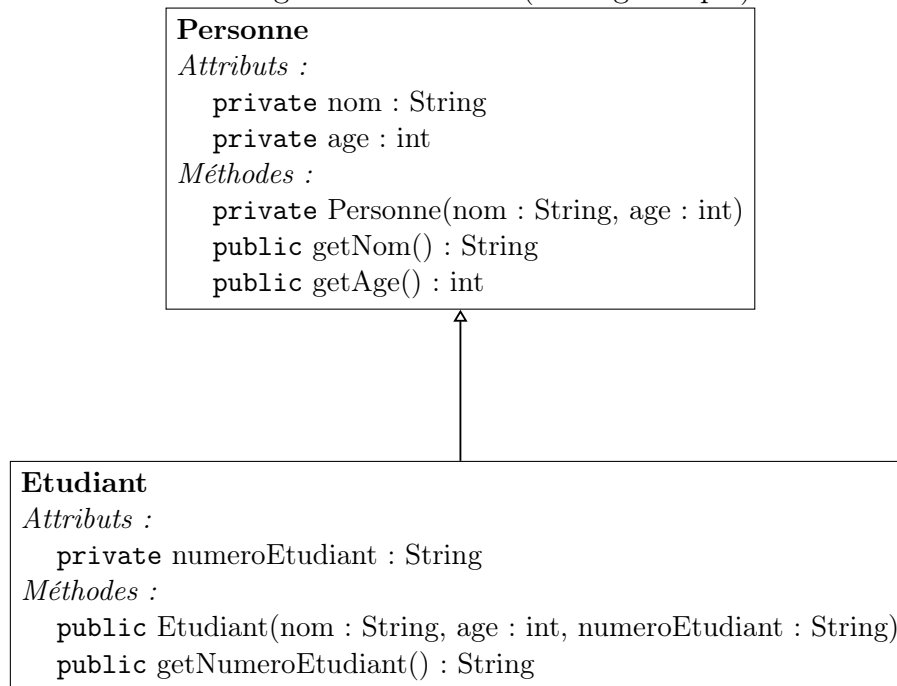 Personne
Attributs :
private nom : String
private age : int
Méthodes :
private Personne(nom : String, age : int)
public getNom() : String
public getAge() : int
Etudiant
Attributs :
private numeroEtudiant : String
Méthodes :
public Etudiant(nom : String, age : int, numeroEtudiant : String)
public getNumeroEtudiant() : String